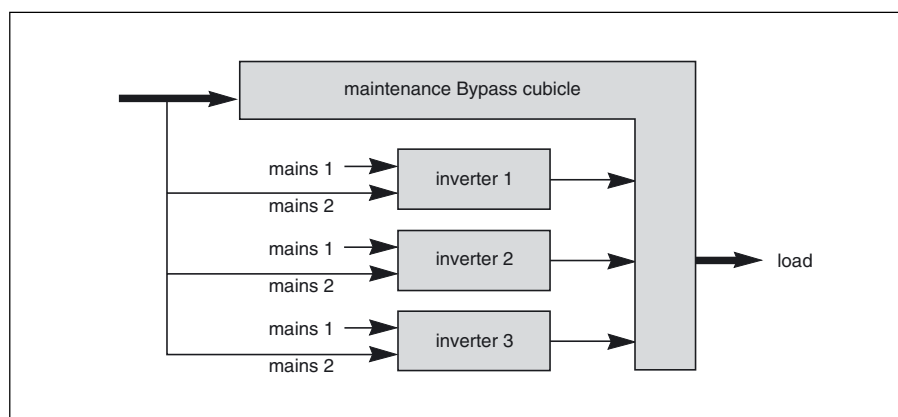 maintenance Bypass cubicle
mains 1
inverter 1
mains 2
mains 1
inverter 2
mains 2
load
mains 1
inverter 3
mains 2